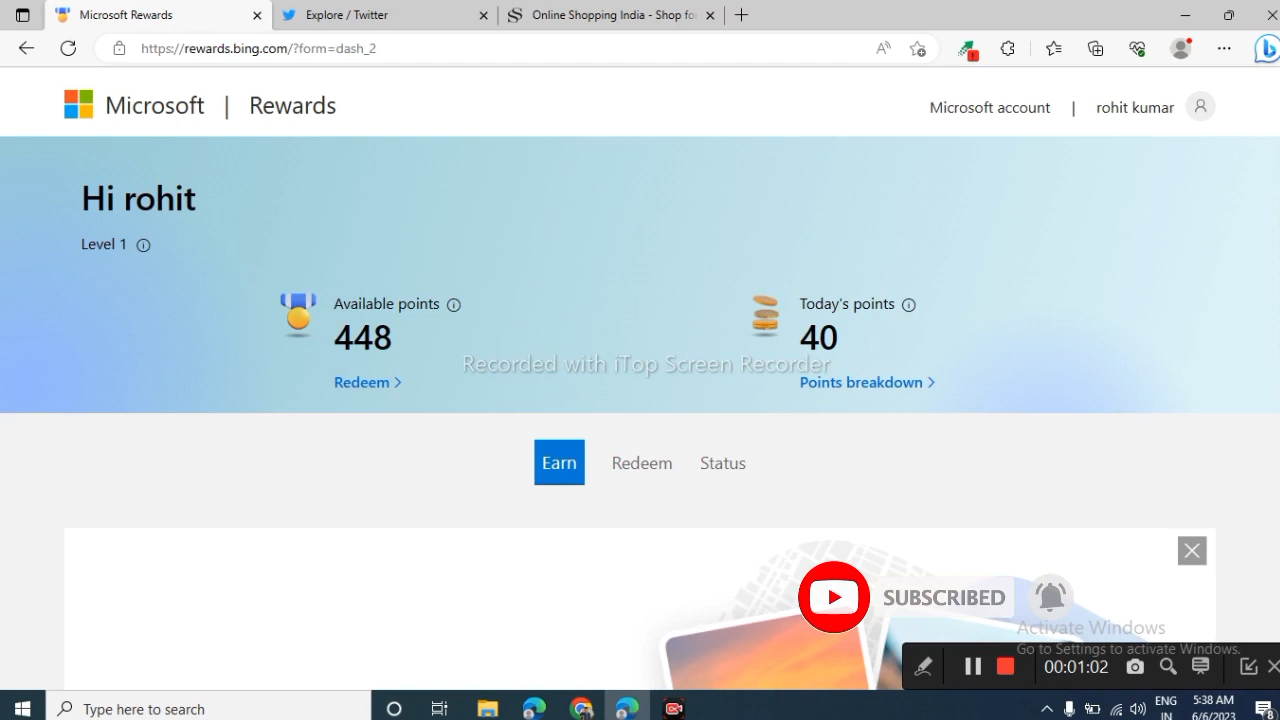 Microsoft Rewards
Explore / Twitter
Online Shopping India - Shop fo
https://rewards.bing.com/?form=dash_2
Microsoft | Rewards
Microsoft account | rohit kumar
Hi rohit
Level 1
Available points
448
Redeem
Today's points
40
Points breakdown
Recorded with iTop Screen Recorder
Earn Redeem Status
SUBSCRIBED
Activate Windows
Go to Settings to activate Windows.
00:01:02
Type here to search
ENG
IN
5:38 AM
6/6/2023